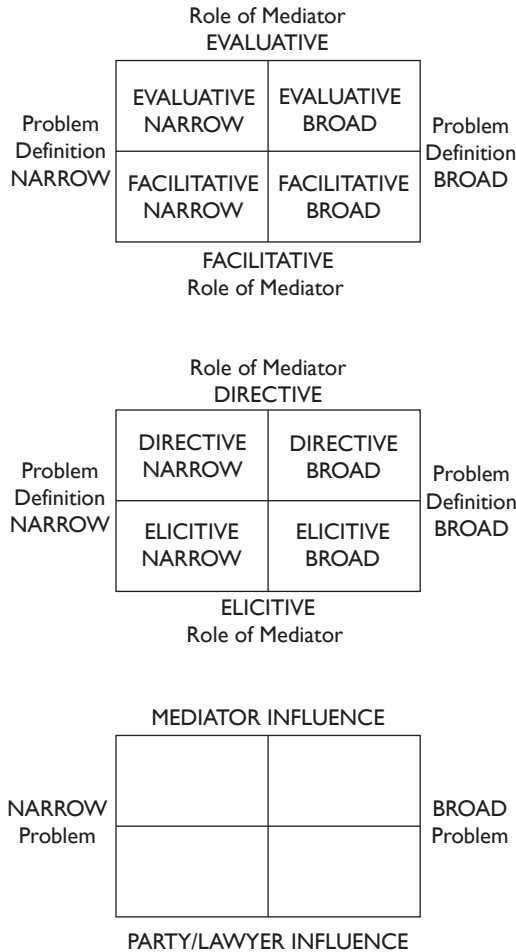 Role of Mediator
EVALUATIVE
Problem
Definition
NARROW
EVALUATIVE
NARROW
EVALUATIVE
BROAD
FACILITATIVE
NARROW
FACILITATIVE
BROAD
Problem
Definition
BROAD
FACILITATIVE
Role of Mediator
Role of Mediator
DIRECTIVE
Problem
Definition
NARROW
DIRECTIVE
NARROW
DIRECTIVE
BROAD
ELICITIVE
NARROW
ELICITIVE
BROAD
Problem
Definition
BROAD
ELICITIVE
Role of Mediator
MEDIATOR INFLUENCE
NARROW
Problem
BROAD
Problem
PARTY/LAWYER INFLUENCE